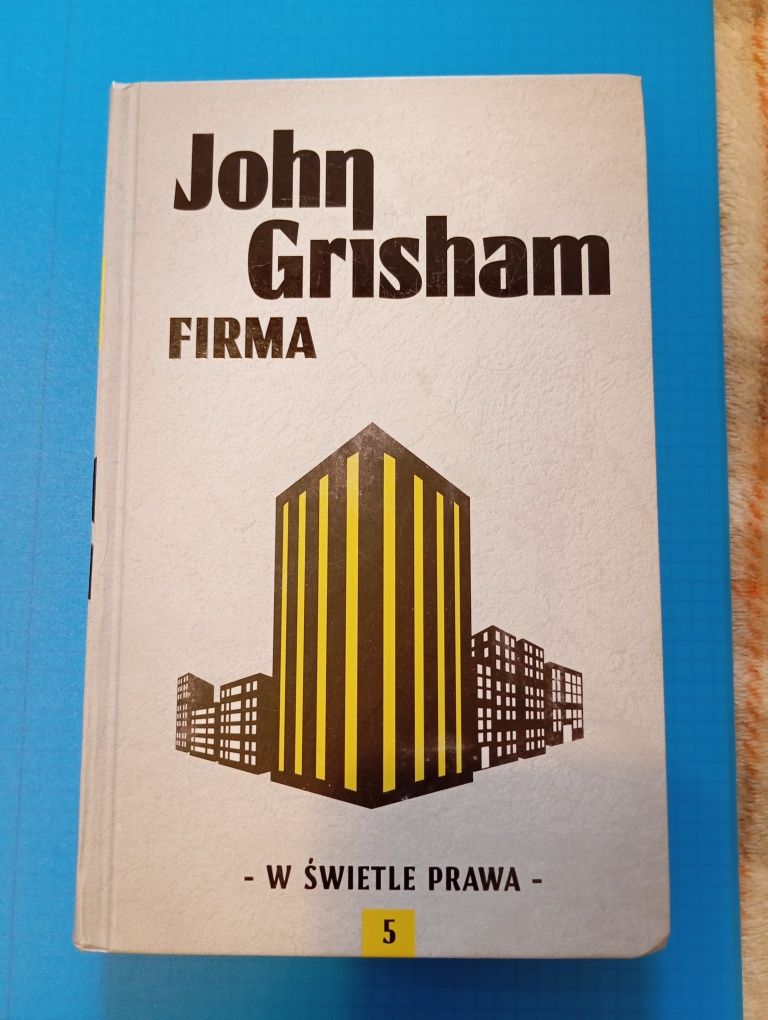 John
Grisham
FIRMA
- W ŚWIETLE PRAWA -
5